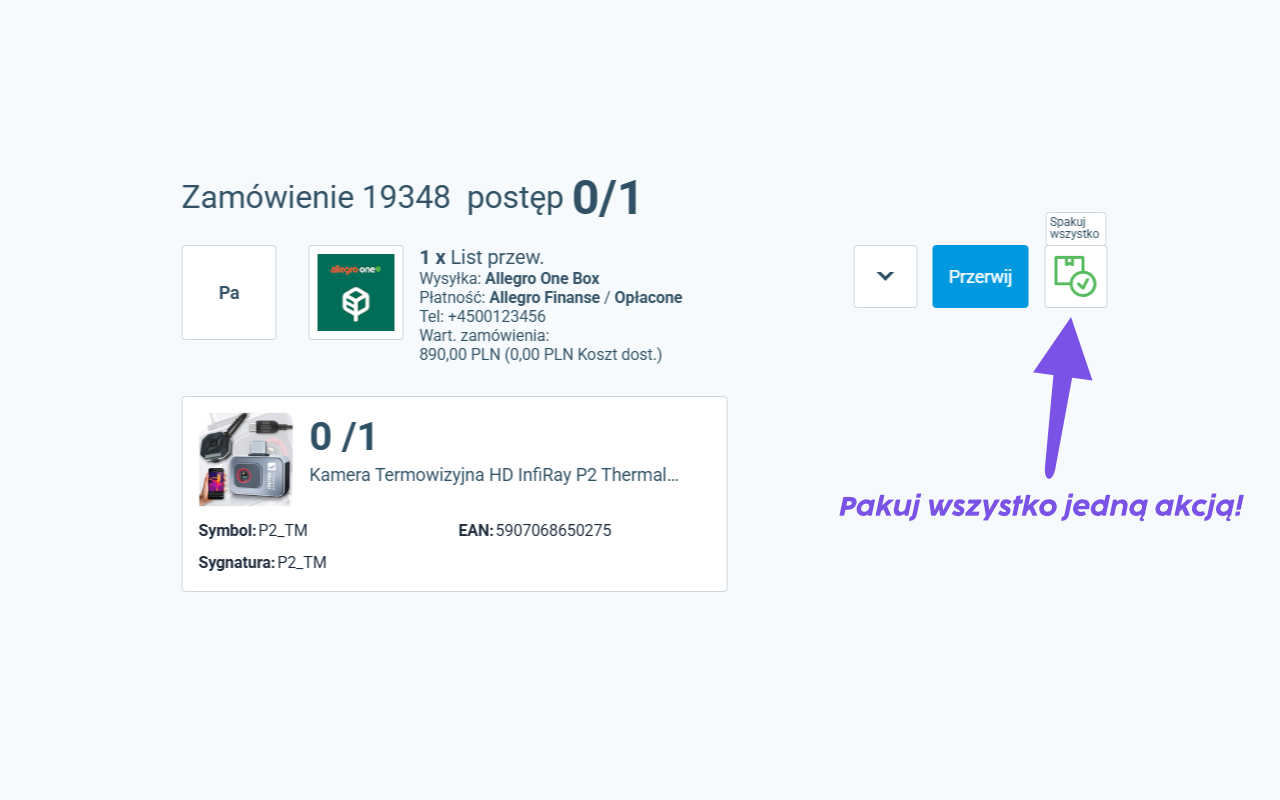 Zamówienie 19348 postęp 0/1
Spakuj
wszystko
Pa
allegro one
1 x List przew.
Wysyłka: Allegro One Box
Płatność: Allegro Finanse / Opłacone
Tel: +4500123456
Wart. zamówienia:
890,00 PLN (0,00 PLN Koszt dost.)
Przerwij
0 /1
Kamera Termowizyjna HD InfiRay P2 Thermal...
Symbol: P2_TM
EAN: 5907068650275
Sygnatura: P2_TM
Pakuj wszystko jedną akcją!